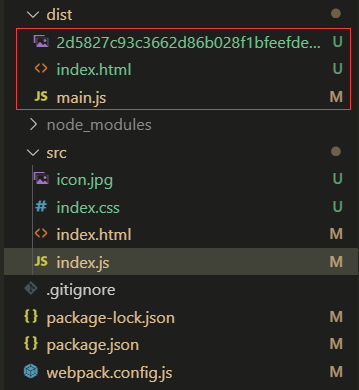 dist
2d5827c93c3662d86b028f1bfeefde... U
index.html U
JS main.js M
node_modules
src
icon.jpg U
# index.css U
index.html M
JS index.js M
.gitignore
{} package-lock.json M
{} package.json M
webpack.config.js M